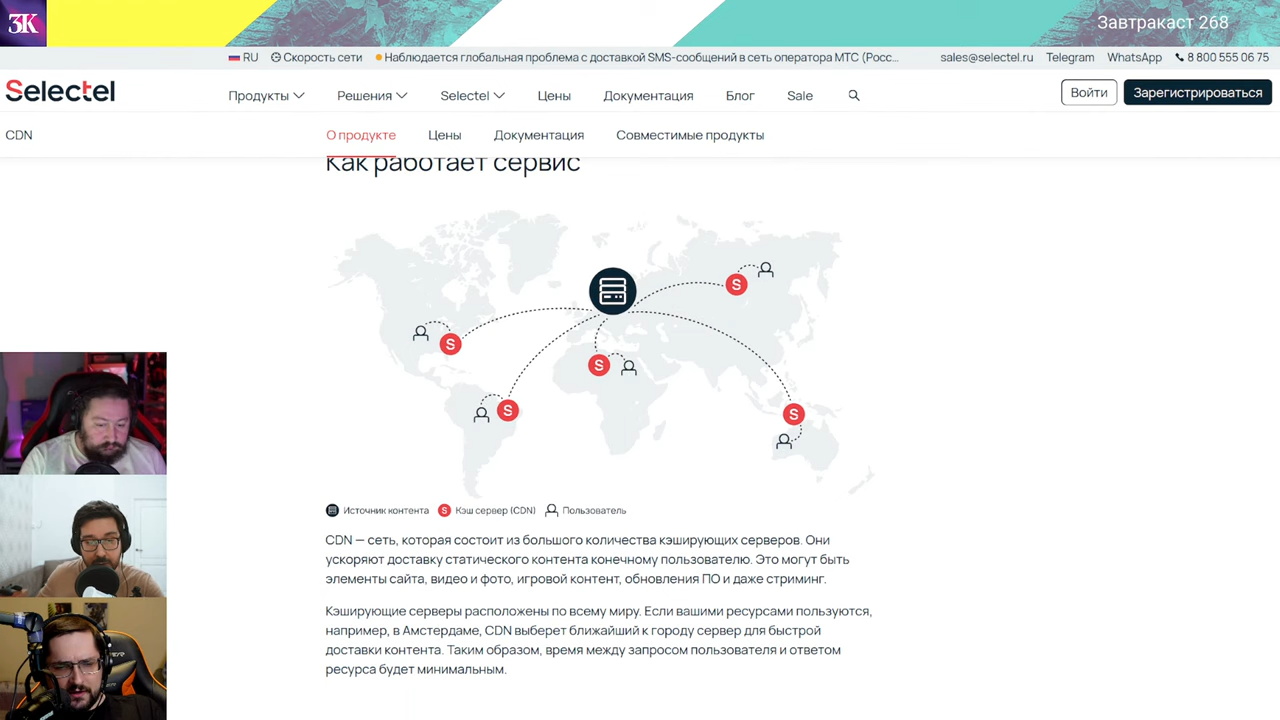 ЗК
Завтракаст 268
RU
Скорость сети
Наблюдается глобальная проблема с доставкой SMS-сообщений в сеть оператора МТС (Росс...
sales@selectel.ru
Telegram
WhatsApp
8 800 555 06 75
Selectel
Продукты
Решения
Selectel
Цены
Документация
Блог
Sale
Войти
Зарегистрироваться
CDN
О продукте
Цены
Документация
Совместимые продукты
Как работает сервис
S
S
S
S
S
Источник контента
S
Кэш сервер (CDN)
Пользователь
CDN — сеть, которая состоит из большого количества кэширующих серверов. Они
ускоряют доставку статического контента конечному пользователю. Это могут быть
элементы сайта, видео и фото, игровой контент, обновления ПО и даже стриминг.
Кэширующие серверы расположены по всему миру. Если вашими ресурсами пользуются,
например, в Амстердаме, CDN выберет ближайший к городу сервер для быстрой
доставки контента. Таким образом, время между запросом пользователя и ответом
ресурса будет минимальным.